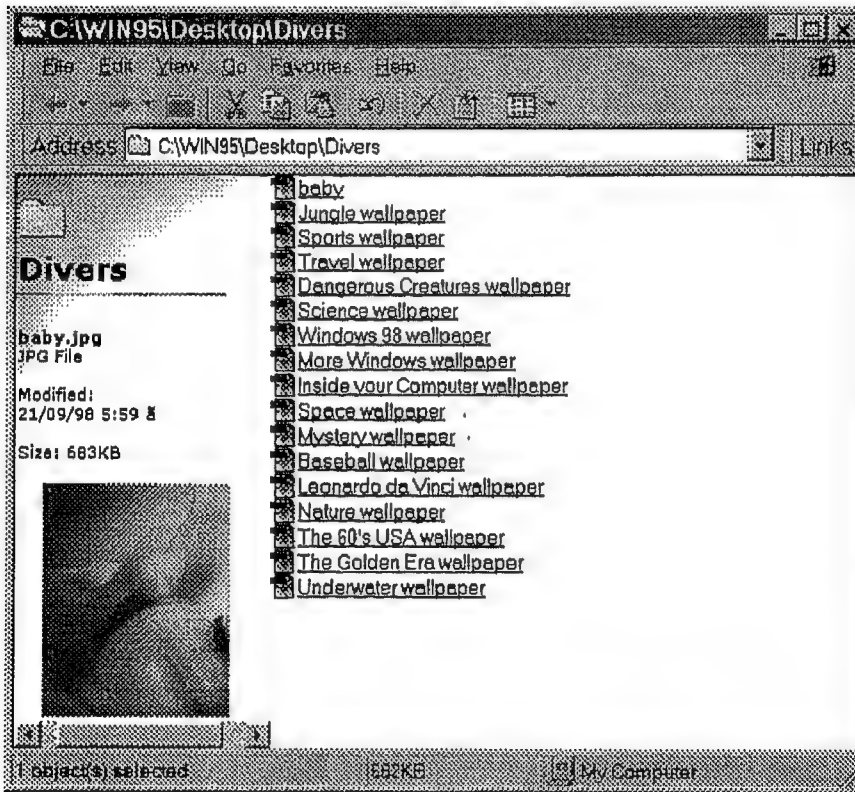 C:\WIN95\Desktop\Divers
File Edit View Go Favorites Help
Address C:\WIN95\Desktop\Divers Links
Divers
baby.jpg
JPG File
Modified:
21/09/98 5:59
Size: 683KB
baby
Jungle wallpaper
Sports wallpaper
Travel wallpaper
Dangerous Creatures wallpaper
Science wallpaper
Windows 98 wallpaper
More Windows wallpaper
Inside your Computer wallpaper
Space wallpaper
Mystery wallpaper
Baseball wallpaper
Leonardo da Vinci wallpaper
Nature wallpaper
The 60's USA wallpaper
The Golden Era wallpaper
Underwater wallpaper
1 object(s) selected 682KB My Computer